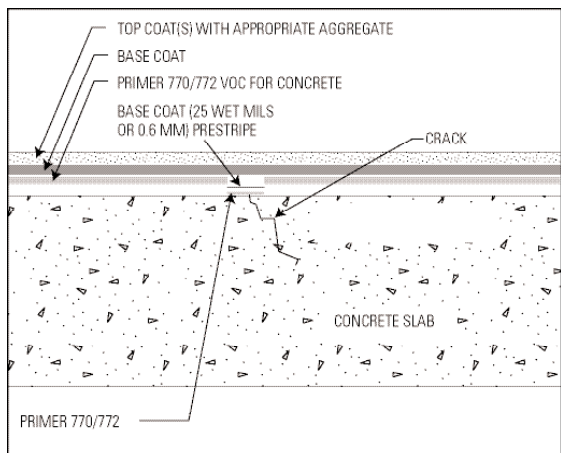 TOP COAT(S) WITH APPROPRIATE AGGREGATE
BASE COAT
PRIMER 770/772 VOC FOR CONCRETE
BASE COAT (25 WET MILS
OR 0.6 MM) PRESTRIPE
CRACK
CONCRETE SLAB
PRIMER 770/772